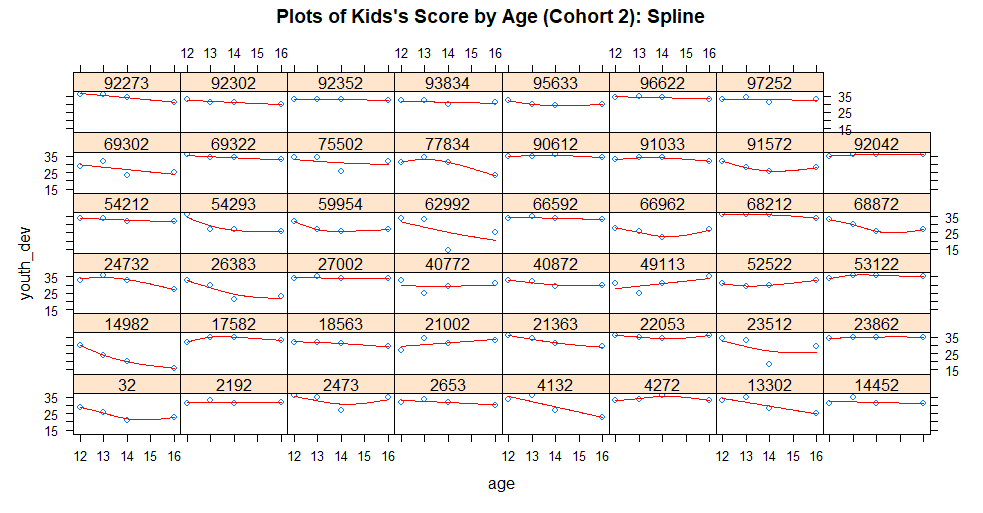 Plots of Kids's Score by Age (Cohort 2): Spline
12 13 14 15 16 12 13 14 15 16 12 13 14 15 16
92273 92302 92352 93834 95633 96622 97252
35
25
15
69302 69322 75502 77834 90612 91033 91572 92042
35
25
15
54212 54293 59954 62992 66592 66962 68212 68872
35
25
15
24732 26383 27002 40772 40872 49113 52522 53122
35
25
15
14982 17582 18563 21002 21363 22053 23512 23862
35
25
15
32 2192 2473 2653 4132 4272 13302 14452
35
25
15
12 13 14 15 16 12 13 14 15 16 12 13 14 15 16 12 13 14 15 16
age
youth_dev